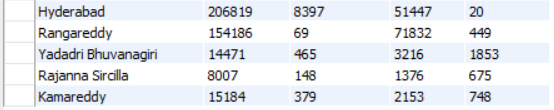 Hyderabad 206819 8397 51447 20
Rangareddy 154186 69 71832 449
Yadadri Bhuvanagiri 14471 465 3216 1853
Rajanna Sircilla 8007 148 1376 675
Kamareddy 15184 379 2153 748